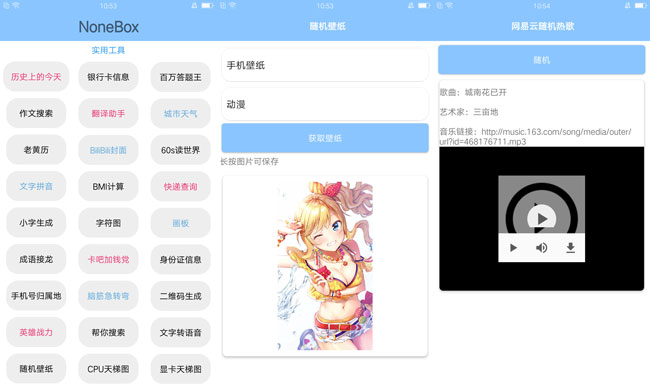 10:53
NoneBox
实用工具
历史上的今天 银行卡信息 百万答题王
作文搜索 翻译助手 城市天气
老黄历 BiliBili封面 60s读世界
文字拼音 BMI计算 快递查询
小字生成 字符图 画板
成语接龙 卡吧加钱党 身份证信息
手机号归属地 脑筋急转弯 二维码生成
英雄战力 帮你搜索 文字转语音
随机壁纸 CPU天梯图 显卡天梯图
10:53
随机壁纸
手机壁纸
动漫
获取壁纸
长按图片可保存
10:54
网易云随机热歌
随机
歌曲：城南花已开
艺术家：三亩地
音乐链接：http://music.163.com/song/media/outer/
url?id=468176711.mp3